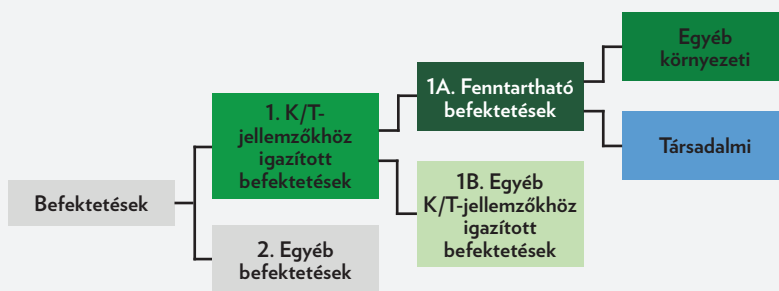 Befektetések
1. K/T-
jellemzőkhöz
igazított
befektetések
2. Egyéb
befektetések
1A. Fenntartható
befektetések
1B. Egyéb
K/T-jellemzőkhöz
igazított
befektetések
Egyéb
környezeti
Társadalmi